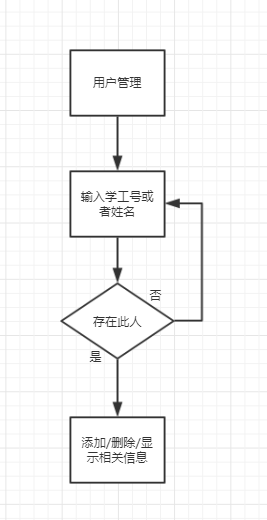 用户管理
输入学工号或
者姓名
否
存在此人
是
添加/删除/显
示相关信息